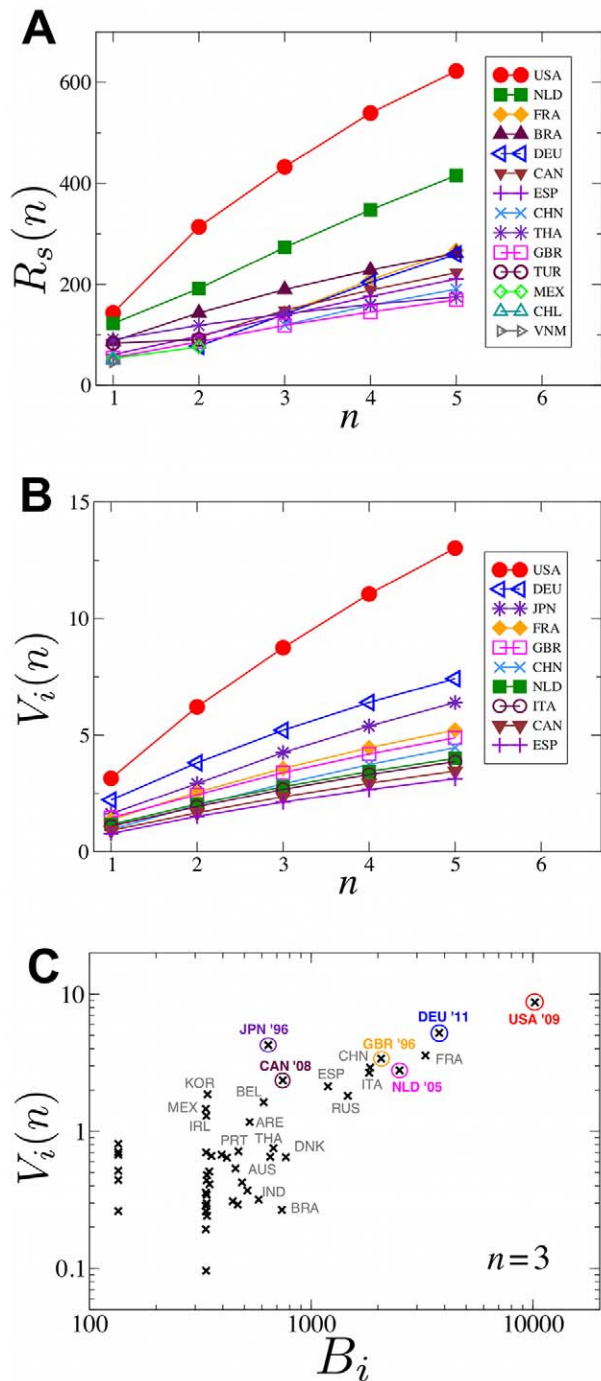 A
600
400
200
0
R_s(n)
1 2 3 4 5 6
n
USA
NLD
FRA
BRA
DEU
CAN
ESP
CHN
THA
GBR
TUR
MEX
CHL
VNM
B
15
10
5
0
V_i(n)
1 2 3 4 5 6
n
USA
DEU
JPN
FRA
GBR
CHN
NLD
ITA
CAN
ESP
C
10
1
0.1
V_i(n)
USA '09
DEU '11
JPN '96
GBR '96
CHN
FRA
CAN '08
ESP
ITA
NLD '05
KOR
BEL
RUS
MEX
IRL
ARE
PRT
THA
DNK
AUS
IND
BRA
n=3
100 1000 10000
B_i